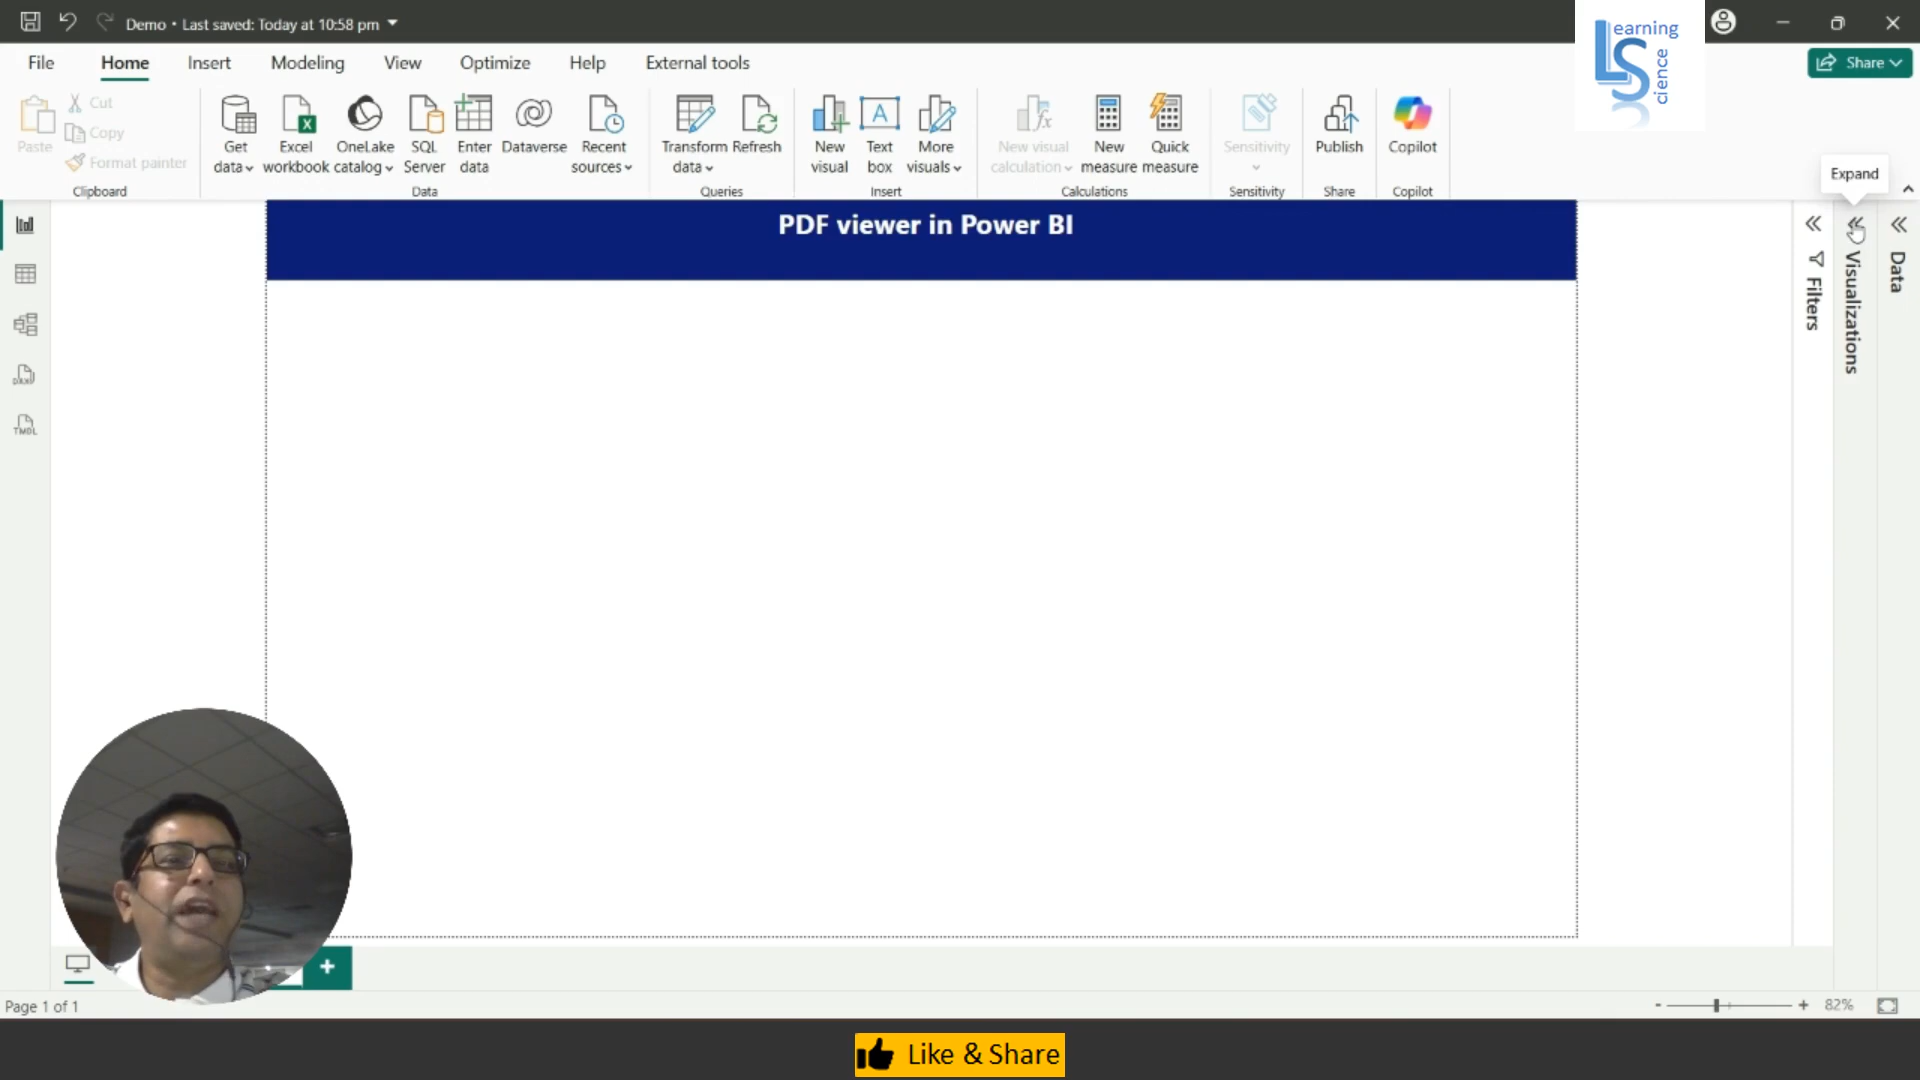 Demo • Last saved: Today at 10:58 pm
Learning
Science
File
Home
Insert
Modeling
View
Optimize
Help
External tools
Share
Paste
Cut
Copy
Format painter
Clipboard
Get data
Excel workbook
OneLake catalog
SQL Server
Enter data
Dataverse
Recent sources
Data
Transform data
Refresh
Queries
New visual
Text box
More visuals
Insert
New visual calculation
New measure
Quick measure
Calculations
Sensitivity
Sensitivity
Publish
Share
Copilot
Copilot
Expand
PDF viewer in Power BI
Filters
Visualizations
Data
DAX
TMDL
Page 1 of 1
- + 82%
Like & Share